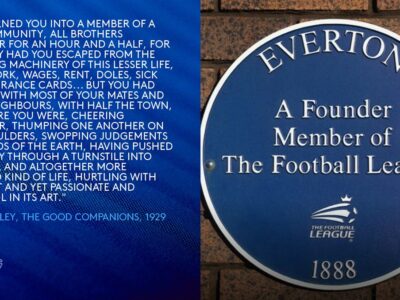 NED YOU INTO A MEMBER OF A
MMUNITY, ALL BROTHERS
R FOR AN HOUR AND A HALF, FOR
Y HAD YOU ESCAPED FROM THE
G MACHINERY OF THIS LESSER LIFE,
RK, WAGES, RENT, DOLES, SICK
RANCE CARDS... BUT YOU HAD
WITH MOST OF YOUR MATES AND
GHBOURS, WITH HALF THE TOWN,
RE YOU WERE, CHEERING
R, THUMPING ONE ANOTHER ON
ULDERS, SWOPPING JUDGEMENTS
DS OF THE EARTH, HAVING PUSHED
Y THROUGH A TURNSTILE INTO
, AND ALTOGETHER MORE
D KIND OF LIFE, HURTLING WITH
T AND YET PASSIONATE AND
L IN ITS ART."
LEY, THE GOOD COMPANIONS, 1929
EVERTON
A Founder
Member of
The Football Lea
THE FOOTBALL
LEAGUE
1888